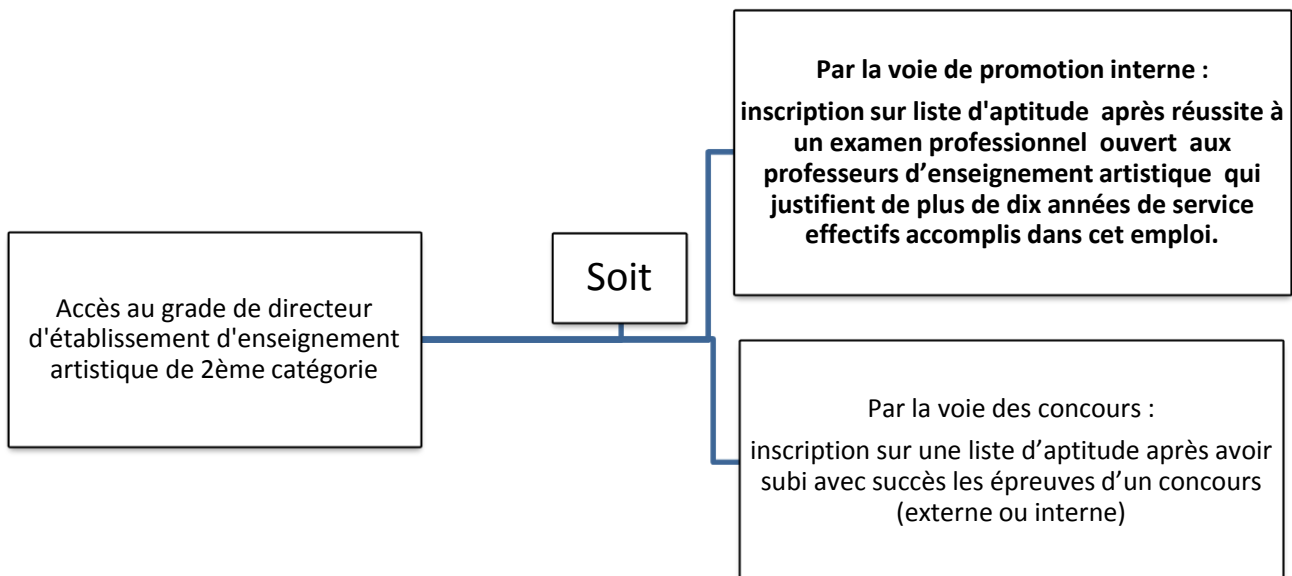 Accès au grade de directeur
d'établissement d'enseignement
artistique de 2ème catégorie
Soit
Par la voie de promotion interne :
inscription sur liste d'aptitude après réussite à
un examen professionnel ouvert aux
professeurs d’enseignement artistique qui
justifient de plus de dix années de service
effectifs accomplis dans cet emploi.
Par la voie des concours :
inscription sur une liste d’aptitude après avoir
subi avec succès les épreuves d’un concours
(externe ou interne)